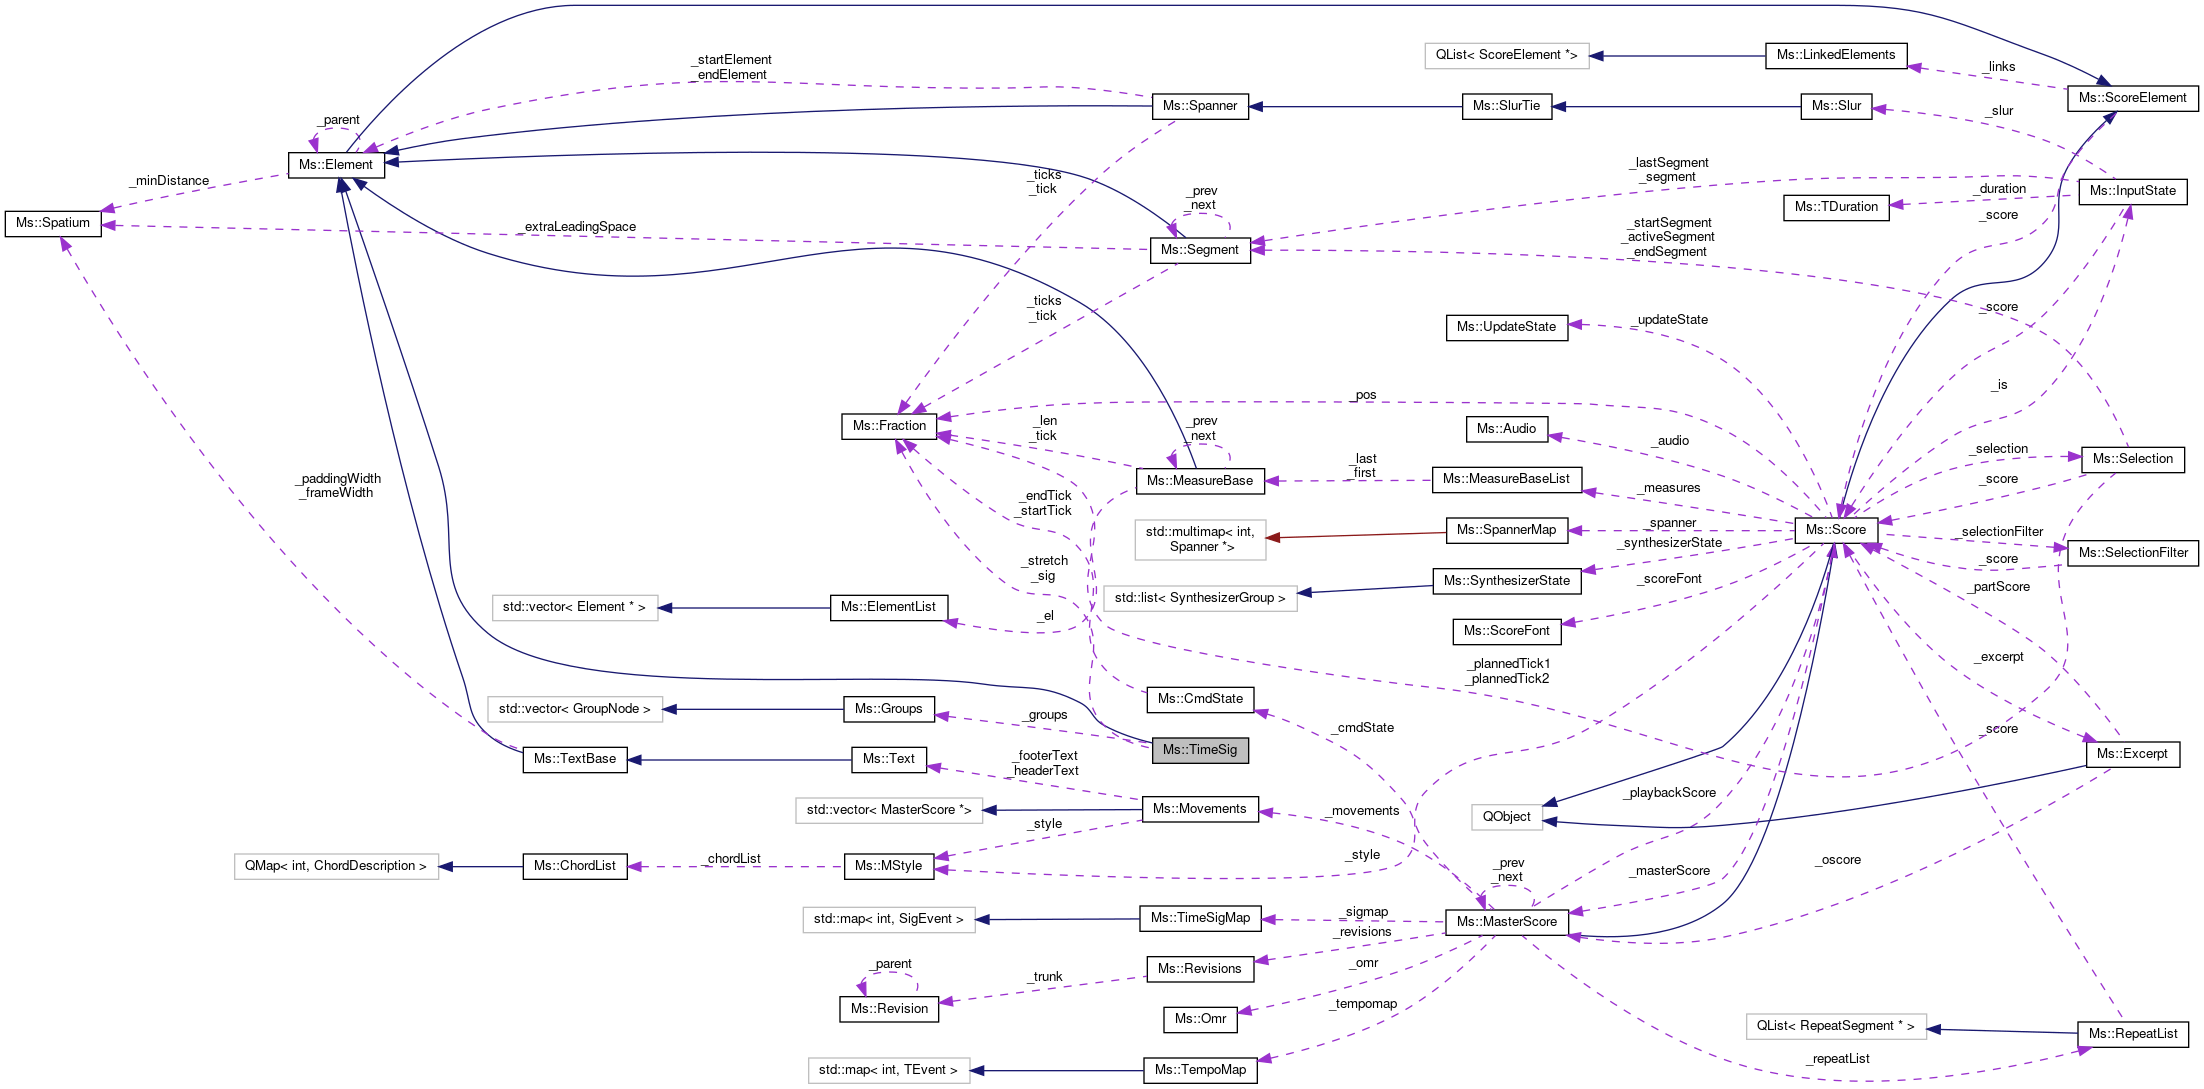 _startElement
_endElement
QList< ScoreElement *>
Ms::LinkedElements
_links
Ms::ScoreElement
Ms::Spanner
Ms::SlurTie
Ms::Slur
_slur
_parent
Ms::Element
_minDistance
_ticks
_tick
_lastSegment
_segment
_duration
Ms::InputState
_prev
_next
Ms::TDuration
_score
Ms::Spatium
_extraLeadingSpace
Ms::Segment
_startSegment
_activeSegment
_endSegment
_ticks
_tick
_score
Ms::UpdateState
_updateState
_is
_pos
Ms::Fraction
_len
_tick
_prev
_next
Ms::Audio
_audio
_selection
Ms::Selection
_paddingWidth
_frameWidth
Ms::MeasureBase
_last
_first
Ms::MeasureBaseList
_measures
_score
_endTick
_startTick
std::multimap< int,
Spanner *>
Ms::SpannerMap
_spanner
Ms::Score
_selectionFilter
Ms::SelectionFilter
_synthesizerState
_score
_stretch
_sig
Ms::SynthesizerState
_scoreFont
_partScore
std::list< SynthesizerGroup >
std::vector< Element * >
Ms::ElementList
_el
Ms::ScoreFont
_excerpt
_plannedTick1
_plannedTick2
Ms::CmdState
std::vector< GroupNode >
Ms::Groups
_groups
_cmdState
_score
Ms::TimeSig
Ms::TextBase
Ms::Text
_footerText
_headerText
Ms::Excerpt
std::vector< MasterScore *>
Ms::Movements
_movements
QObject
_playbackScore
_style
_style
QMap< int, ChordDescription >
Ms::ChordList
_chordList
Ms::MStyle
_prev
_next
_masterScore
_oscore
std::map< int, SigEvent >
Ms::TimeSigMap
_sigmap
Ms::MasterScore
_revisions
_parent
_trunk
Ms::Revisions
_omr
Ms::Revision
Ms::Omr
_tempomap
QList< RepeatSegment * >
Ms::RepeatList
_repeatList
std::map< int, TEvent >
Ms::TempoMap